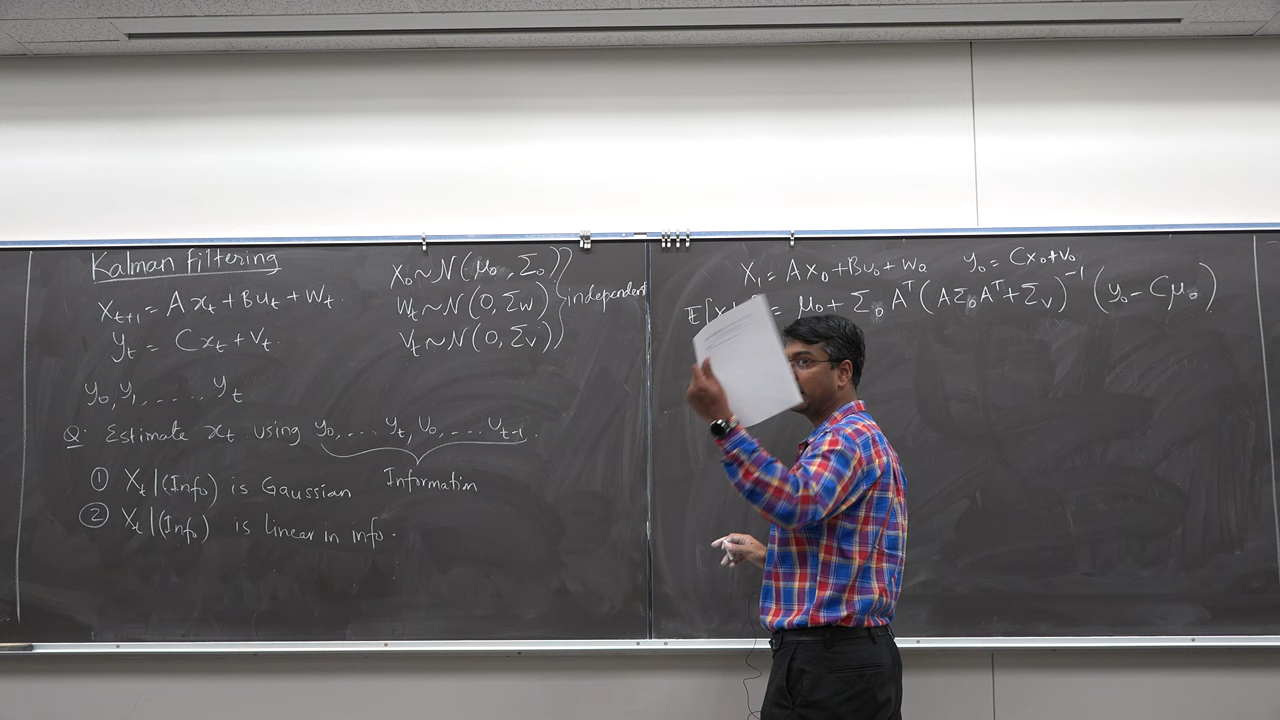 Kalman Filtering
X_{t+1} = A x_t + B u_t + W_t.
y_t = C x_t + V_t.
y_0, y_1, ..... y_t
Q. Estimate x_t using y_0, .... y_t, U_0, .... U_{t-1}.
Information
① X_t | (Info) is Gaussian
② X_t | (Info) is linear in info.
X_0 ~ N(μ_0, Σ_0)
W_t ~ N(0, Σ_W)
V_t ~ N(0, Σ_V)
independent
X_1 = A x_0 + B u_0 + W_0 y_0 = C x_0 + V_0
E[x = μ_0 + Σ_0 A^T (A Σ_0 A^T + Σ_V)^{-1} (y_0 - C μ_0)